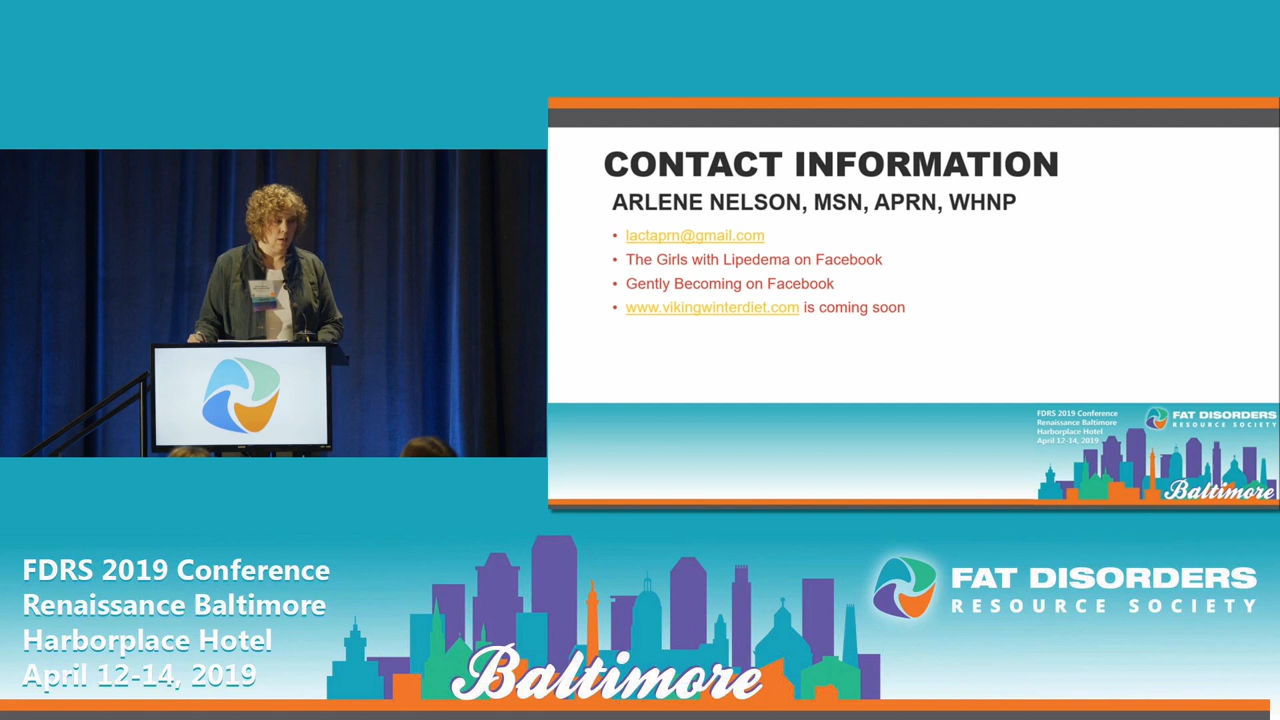 CONTACT INFORMATION
ARLENE NELSON, MSN, APRN, WHNP
• lactaprn@gmail.com
• The Girls with Lipedema on Facebook
• Gently Becoming on Facebook
• www.vikingwinterdiet.com is coming soon
FDRS 2019 Conference
Renaissance Baltimore
Harborplace Hotel
April 12-14, 2019
FAT DISORDERS
RESOURCE SOCIETY
Baltimore
FDRS 2019 Conference
Renaissance Baltimore
Harborplace Hotel
April 12-14, 2019
Baltimore
FAT DISORDERS
RESOURCE SOCIETY